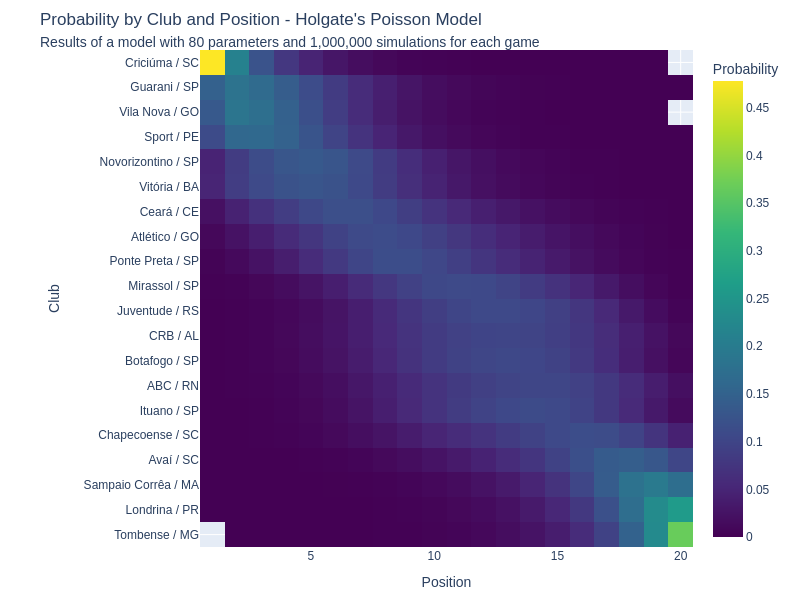 Probability by Club and Position - Holgate's Poisson Model
Results of a model with 80 parameters and 1,000,000 simulations for each game
Probability
Criciúma / SC
Guarani / SP
Vila Nova / GO
Sport / PE
Novorizontino / SP
Vitória / BA
Ceará / CE
Atlético / GO
Ponte Preta / SP
Mirassol / SP
Juventude / RS
CRB / AL
Botafogo / SP
ABC / RN
Ituano / SP
Chapecoense / SC
Avaí / SC
Sampaio Corrêa / MA
Londrina / PR
Tombense / MG
Club
5
10
15
20
Position
0.45
0.4
0.35
0.3
0.25
0.2
0.15
0.1
0.05
0